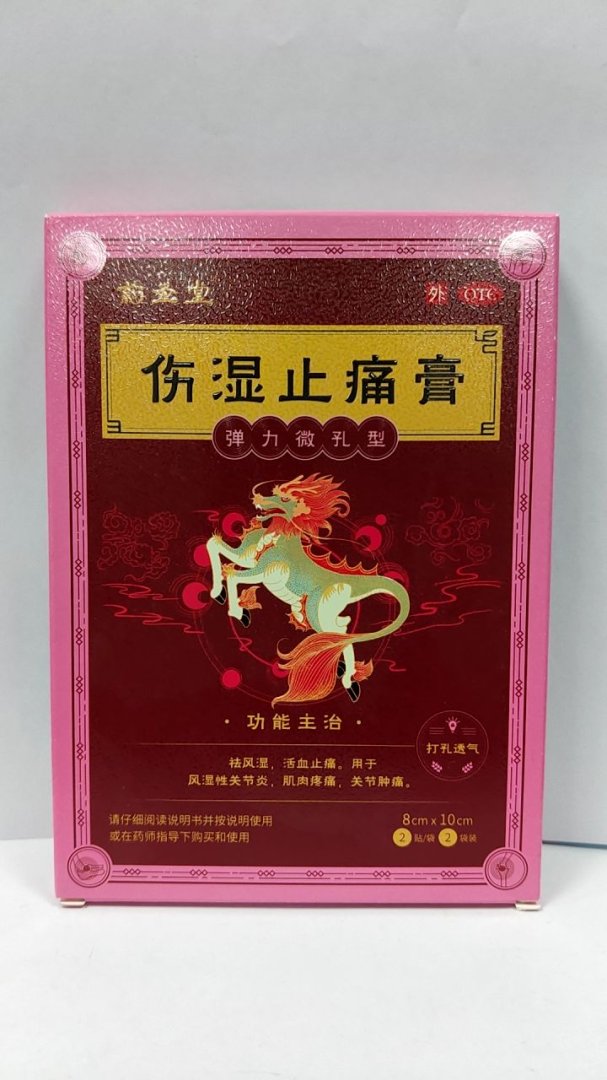 药圣堂
外 OTC
伤湿止痛膏
弹力微孔型
·功能主治·
祛风湿，活血止痛。用于
风湿性关节炎，肌肉疼痛，关节肿痛。
打孔透气
请仔细阅读说明书并按说明使用
或在药师指导下购买和使用
8cm x 10cm
2 贴/袋 2 袋装